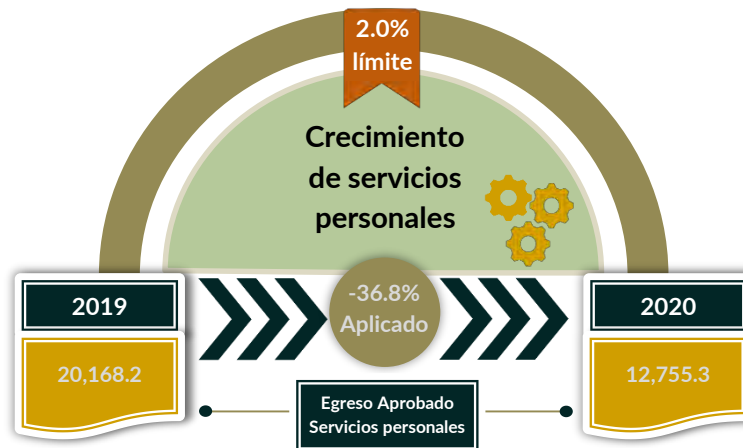 2.0%
límite
Crecimiento
de servicios
personales
2019
-36.8%
Aplicado
2020
20,168.2
12,755.3
Egreso Aprobado
Servicios personales